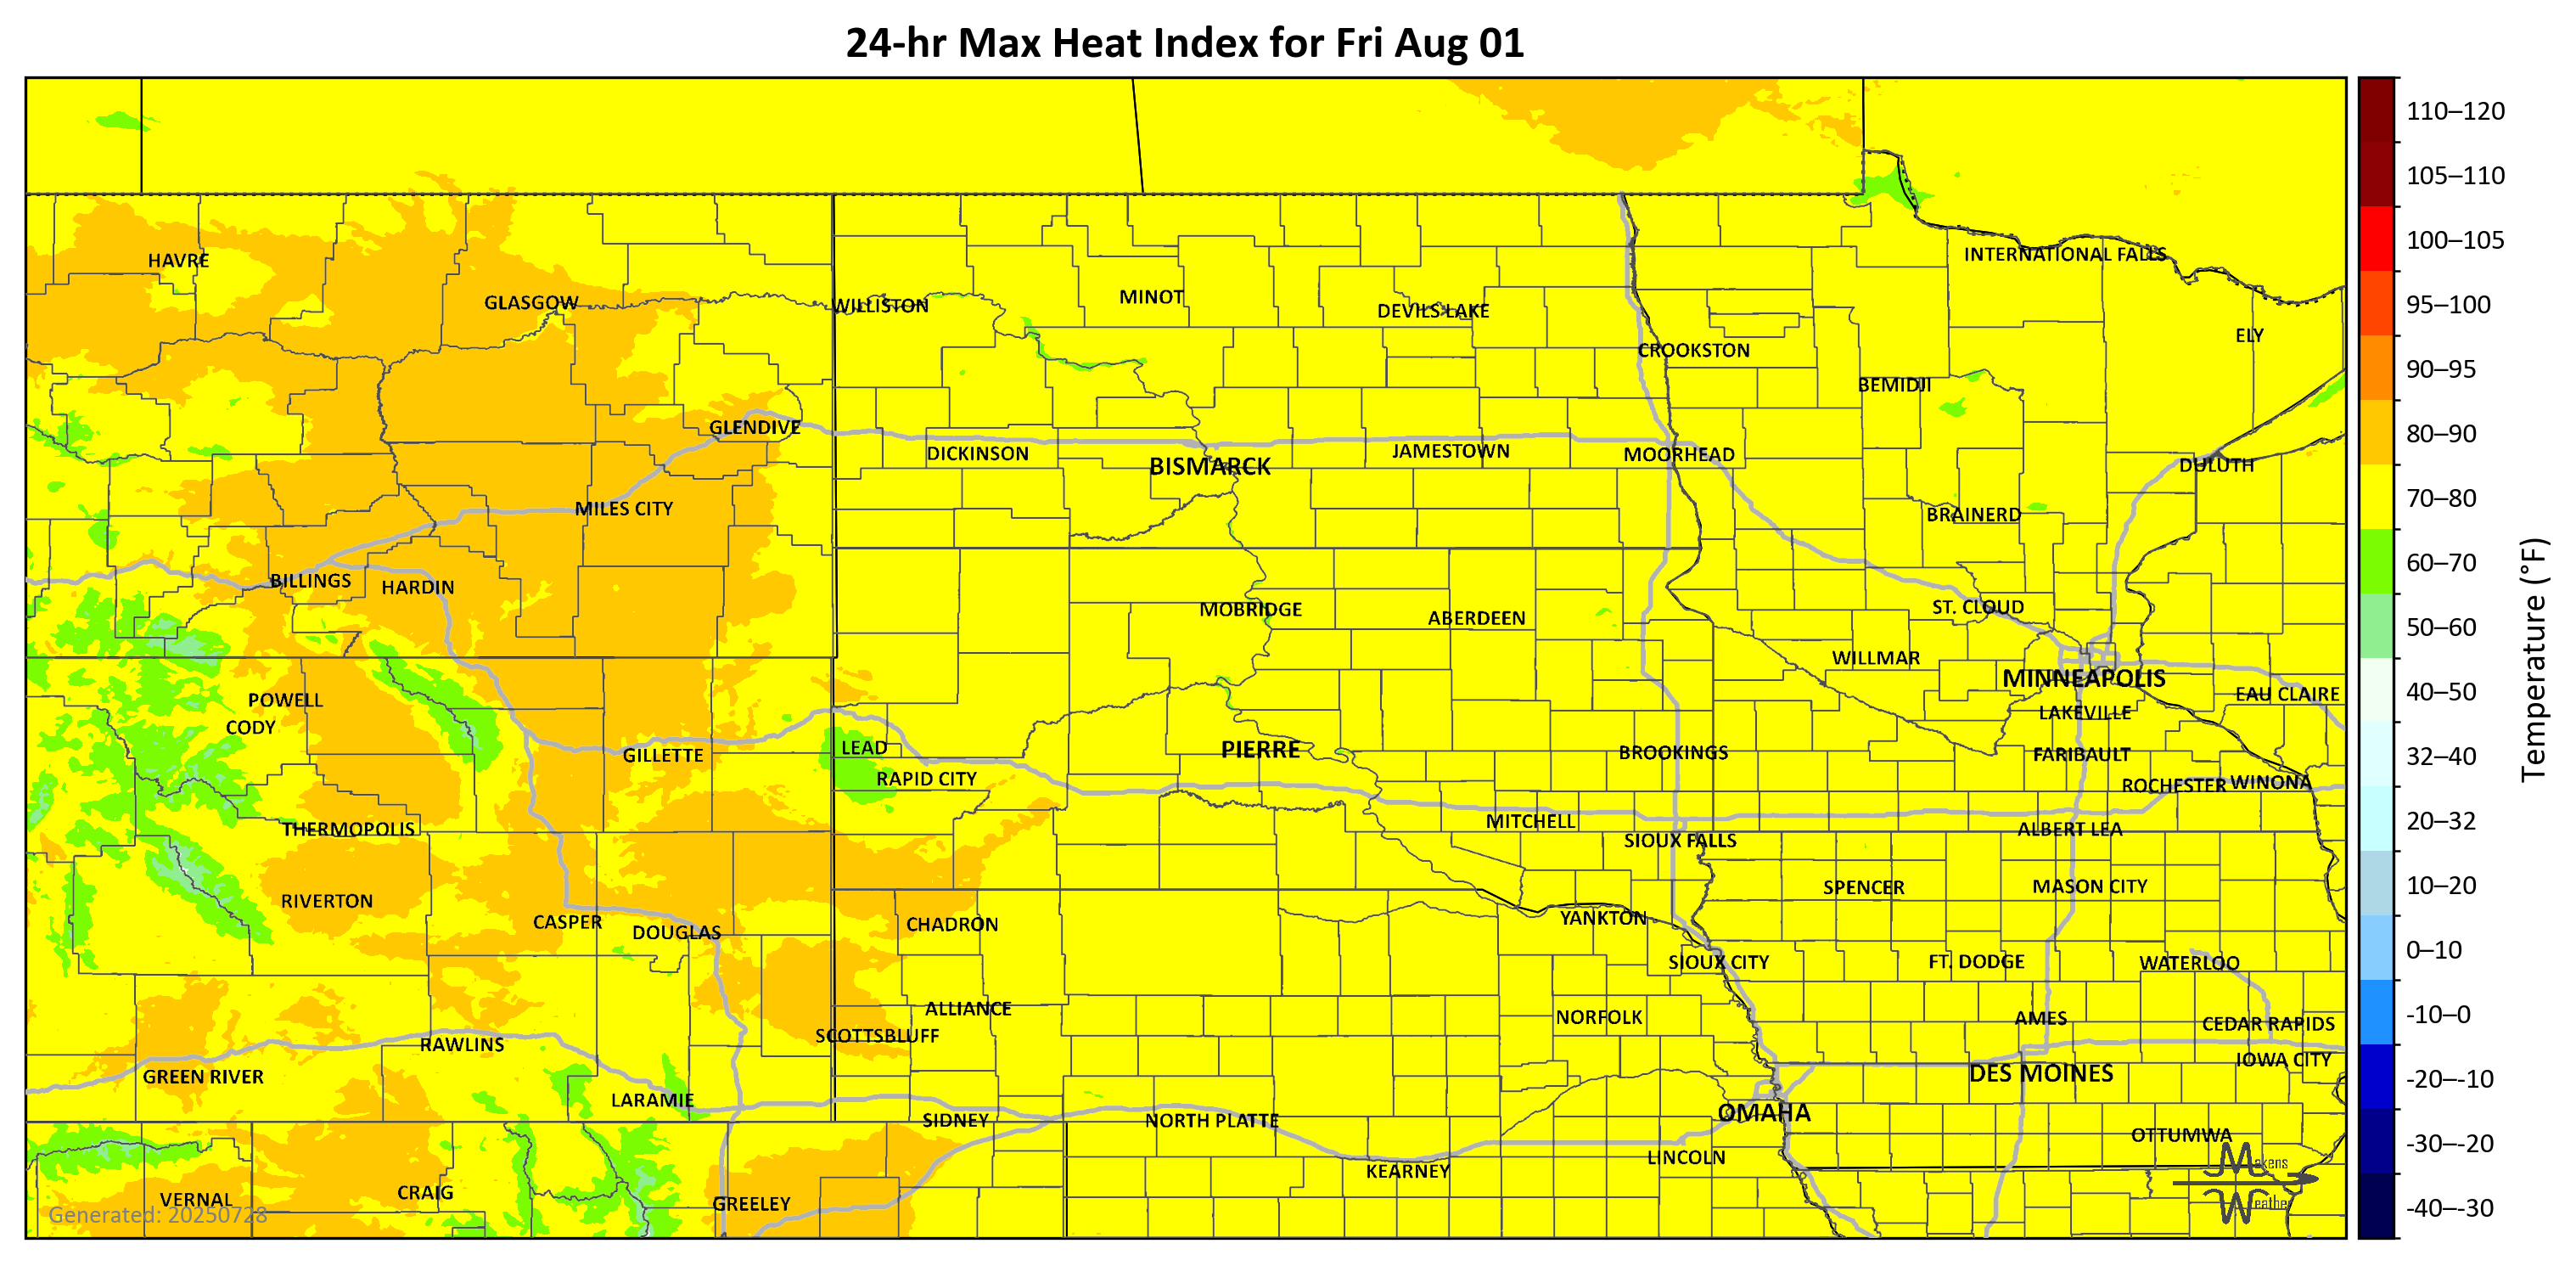 24-hr Max Heat Index for Fri Aug 01
HAVRE
GLASGOW
WILLISTON
MINOT
DEVILS LAKE
CROOKSTON
INTERNATIONAL FALLS
ELY
BEMIDJI
GLENDIVE
DICKINSON
BISMARCK
JAMESTOWN
MOORHEAD
DULUTH
MILES CITY
BRAINERD
BILLINGS
HARDIN
MOBRIDGE
ABERDEEN
ST. CLOUD
WILLMAR
MINNEAPOLIS
EAU CLAIRE
POWELL
CODY
LAKEVILLE
GILLETTE
LEAD
RAPID CITY
PIERRE
BROOKINGS
FARIBAULT
ROCHESTER
WINONA
THERMOPOLIS
MITCHELL
SIOUX FALLS
ALBERT LEA
RIVERTON
CASPER
DOUGLAS
CHADRON
YANKTON
SPENCER
MASON CITY
SIOUX CITY
FT. DODGE
WATERLOO
ALLIANCE
SCOTTSBLUFF
NORFOLK
AMES
CEDAR RAPIDS
RAWLINS
IOWA CITY
GREEN RIVER
DES MOINES
LARAMIE
SIDNEY
NORTH PLATTE
OMAHA
OTTUMWA
KEARNEY
LINCOLN
VERNAL
CRAIG
GREELEY
Generated: 20250728
Makens
Weather
110–120
105–110
100–105
95–100
90–95
80–90
70–80
60–70
50–60
40–50
32–40
20–32
10–20
0–10
-10–0
-20–-10
-30–-20
-40–-30
Temperature (°F)